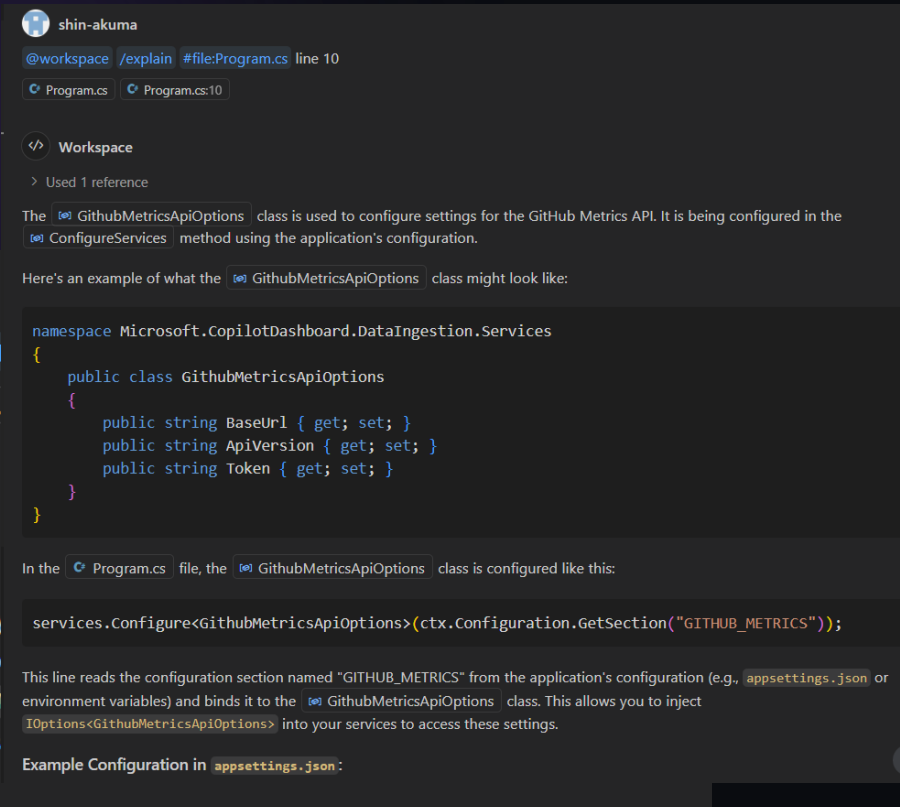 shin-akuma
@workspace /explain #file:Program.cs line 10
Program.cs Program.cs:10
Workspace
Used 1 reference
The GithubMetricsApiOptions class is used to configure settings for the GitHub Metrics API. It is being configured in the
ConfigureServices method using the application's configuration.
Here's an example of what the GithubMetricsApiOptions class might look like:
namespace Microsoft.CopilotDashboard.DataIngestion.Services
{
    public class GithubMetricsApiOptions
    {
        public string BaseUrl { get; set; }
        public string ApiVersion { get; set; }
        public string Token { get; set; }
    }
}
In the Program.cs file, the GithubMetricsApiOptions class is configured like this:
services.Configure<GithubMetricsApiOptions>(ctx.Configuration.GetSection("GITHUB_METRICS"));
This line reads the configuration section named "GITHUB_METRICS" from the application's configuration (e.g., appsettings.json or
environment variables) and binds it to the GithubMetricsApiOptions class. This allows you to inject
IOptions<GithubMetricsApiOptions> into your services to access these settings.
Example Configuration in appsettings.json: